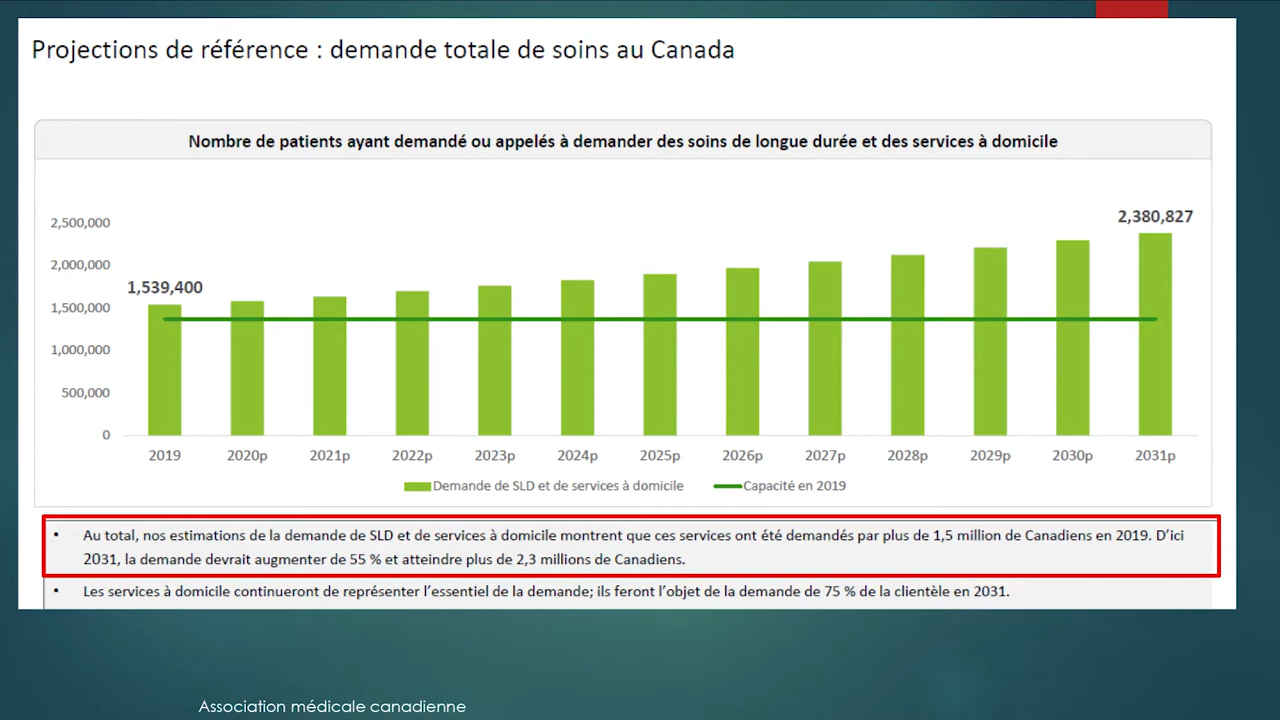 Projections de référence : demande totale de soins au Canada
Nombre de patients ayant demandé ou appelés à demander des soins de longue durée et des services à domicile
2,500,000
2,000,000
1,500,000
1,000,000
500,000
0
1,539,400
2,380,827
2019 2020p 2021p 2022p 2023p 2024p 2025p 2026p 2027p 2028p 2029p 2030p 2031p
Demande de SLD et de services à domicile Capacité en 2019
• Au total, nos estimations de la demande de SLD et de services à domicile montrent que ces services ont été demandés par plus de 1,5 million de Canadiens en 2019. D'ici
2031, la demande devrait augmenter de 55 % et atteindre plus de 2,3 millions de Canadiens.
• Les services à domicile continueront de représenter l'essentiel de la demande; ils feront l'objet de la demande de 75 % de la clientèle en 2031.
Association médicale canadienne